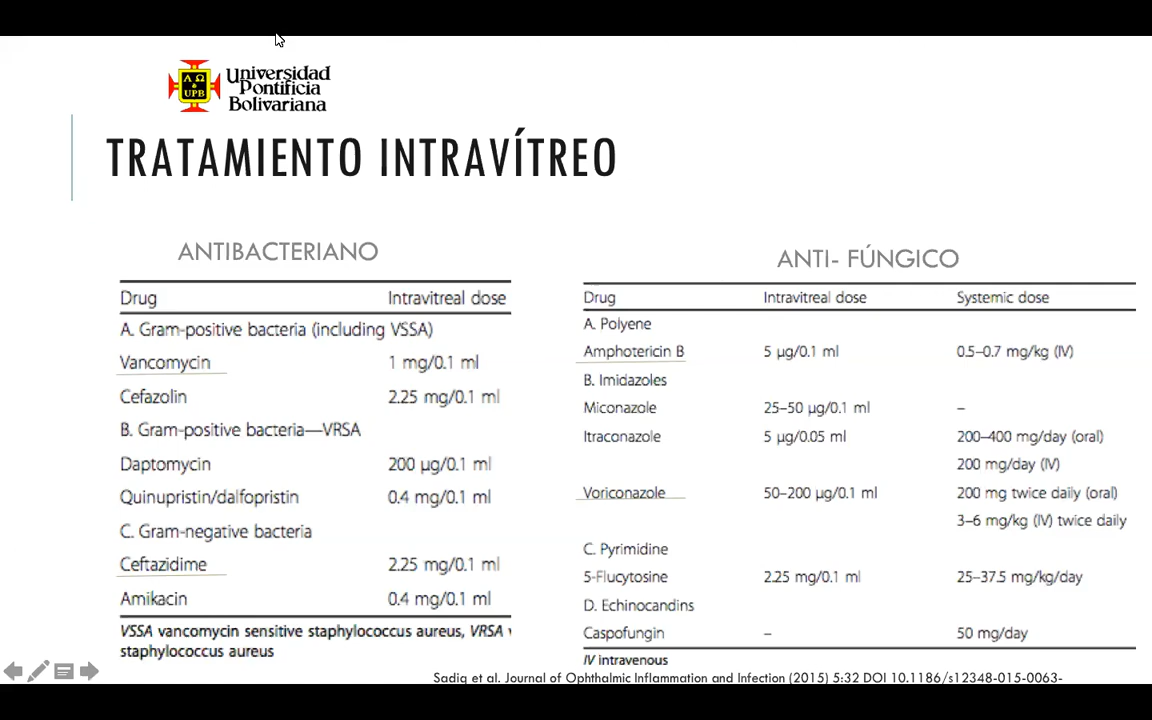 ΑΩ
UPB
Universidad
Pontificia
Bolivariana
TRATAMIENTO INTRAVÍTREO
ANTIBACTERIANO
Drug Intravitreal dose
A. Gram-positive bacteria (including VSSA)
Vancomycin 1 mg/0.1 ml
Cefazolin 2.25 mg/0.1 ml
B. Gram-positive bacteria—VRSA
Daptomycin 200 µg/0.1 ml
Quinupristin/dalfopristin 0.4 mg/0.1 ml
C. Gram-negative bacteria
Ceftazidime 2.25 mg/0.1 ml
Amikacin 0.4 mg/0.1 ml
VSSA vancomycin sensitive staphylococcus aureus, VRSA
staphylococcus aureus
ANTI- FÚNGICO
Drug Intravitreal dose Systemic dose
A. Polyene
Amphotericin B 5 µg/0.1 ml 0.5–0.7 mg/kg (IV)
B. Imidazoles
Miconazole 25–50 µg/0.1 ml –
Itraconazole 5 µg/0.05 ml 200–400 mg/day (oral)
200 mg/day (IV)
Voriconazole 50–200 µg/0.1 ml 200 mg twice daily (oral)
3–6 mg/kg (IV) twice daily
C. Pyrimidine
5-Flucytosine 2.25 mg/0.1 ml 25–37.5 mg/kg/day
D. Echinocandins
Caspofungin – 50 mg/day
IV intravenous
Sadiq et al. Journal of Ophthalmic Inflammation and Infection (2015) 5:32 DOI 10.1186/s12348-015-0063-